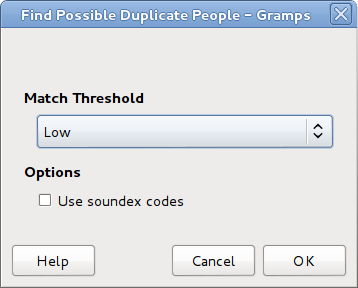 Find Possible Duplicate People - Gramps
Match Threshold
Low
Options
Use soundex codes
Help Cancel OK